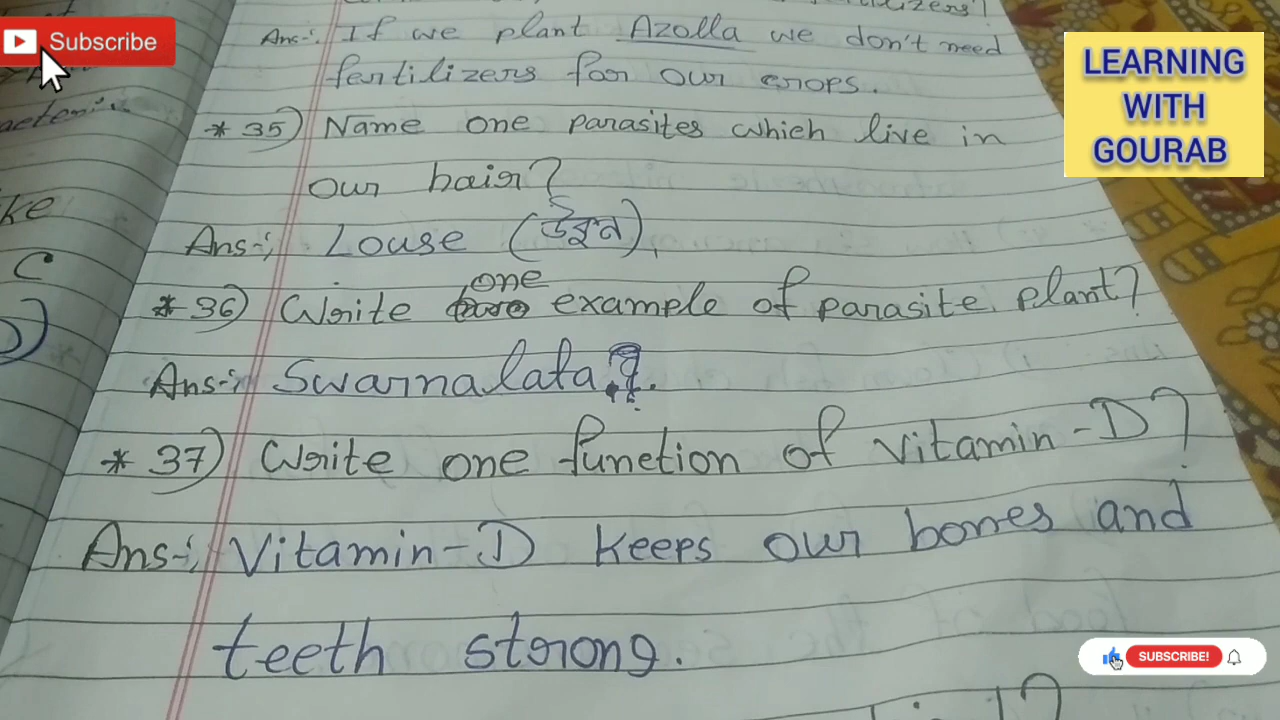 Subscribe
LEARNING
WITH
GOURAB
Ans-:, If we plant Azolla we don't need
fertilizers for our crops.
* 35) Name one parasites which live in
our hair?
Ans-:, Louse (উকুন),
one
* 36) Write example of parasite plant?
Ans-:, Swarnalata
* 37) Write one function of Vitamin-D?
Ans-:, Vitamin-D keeps our bones and
teeth strong.
SUBSCRIBE!